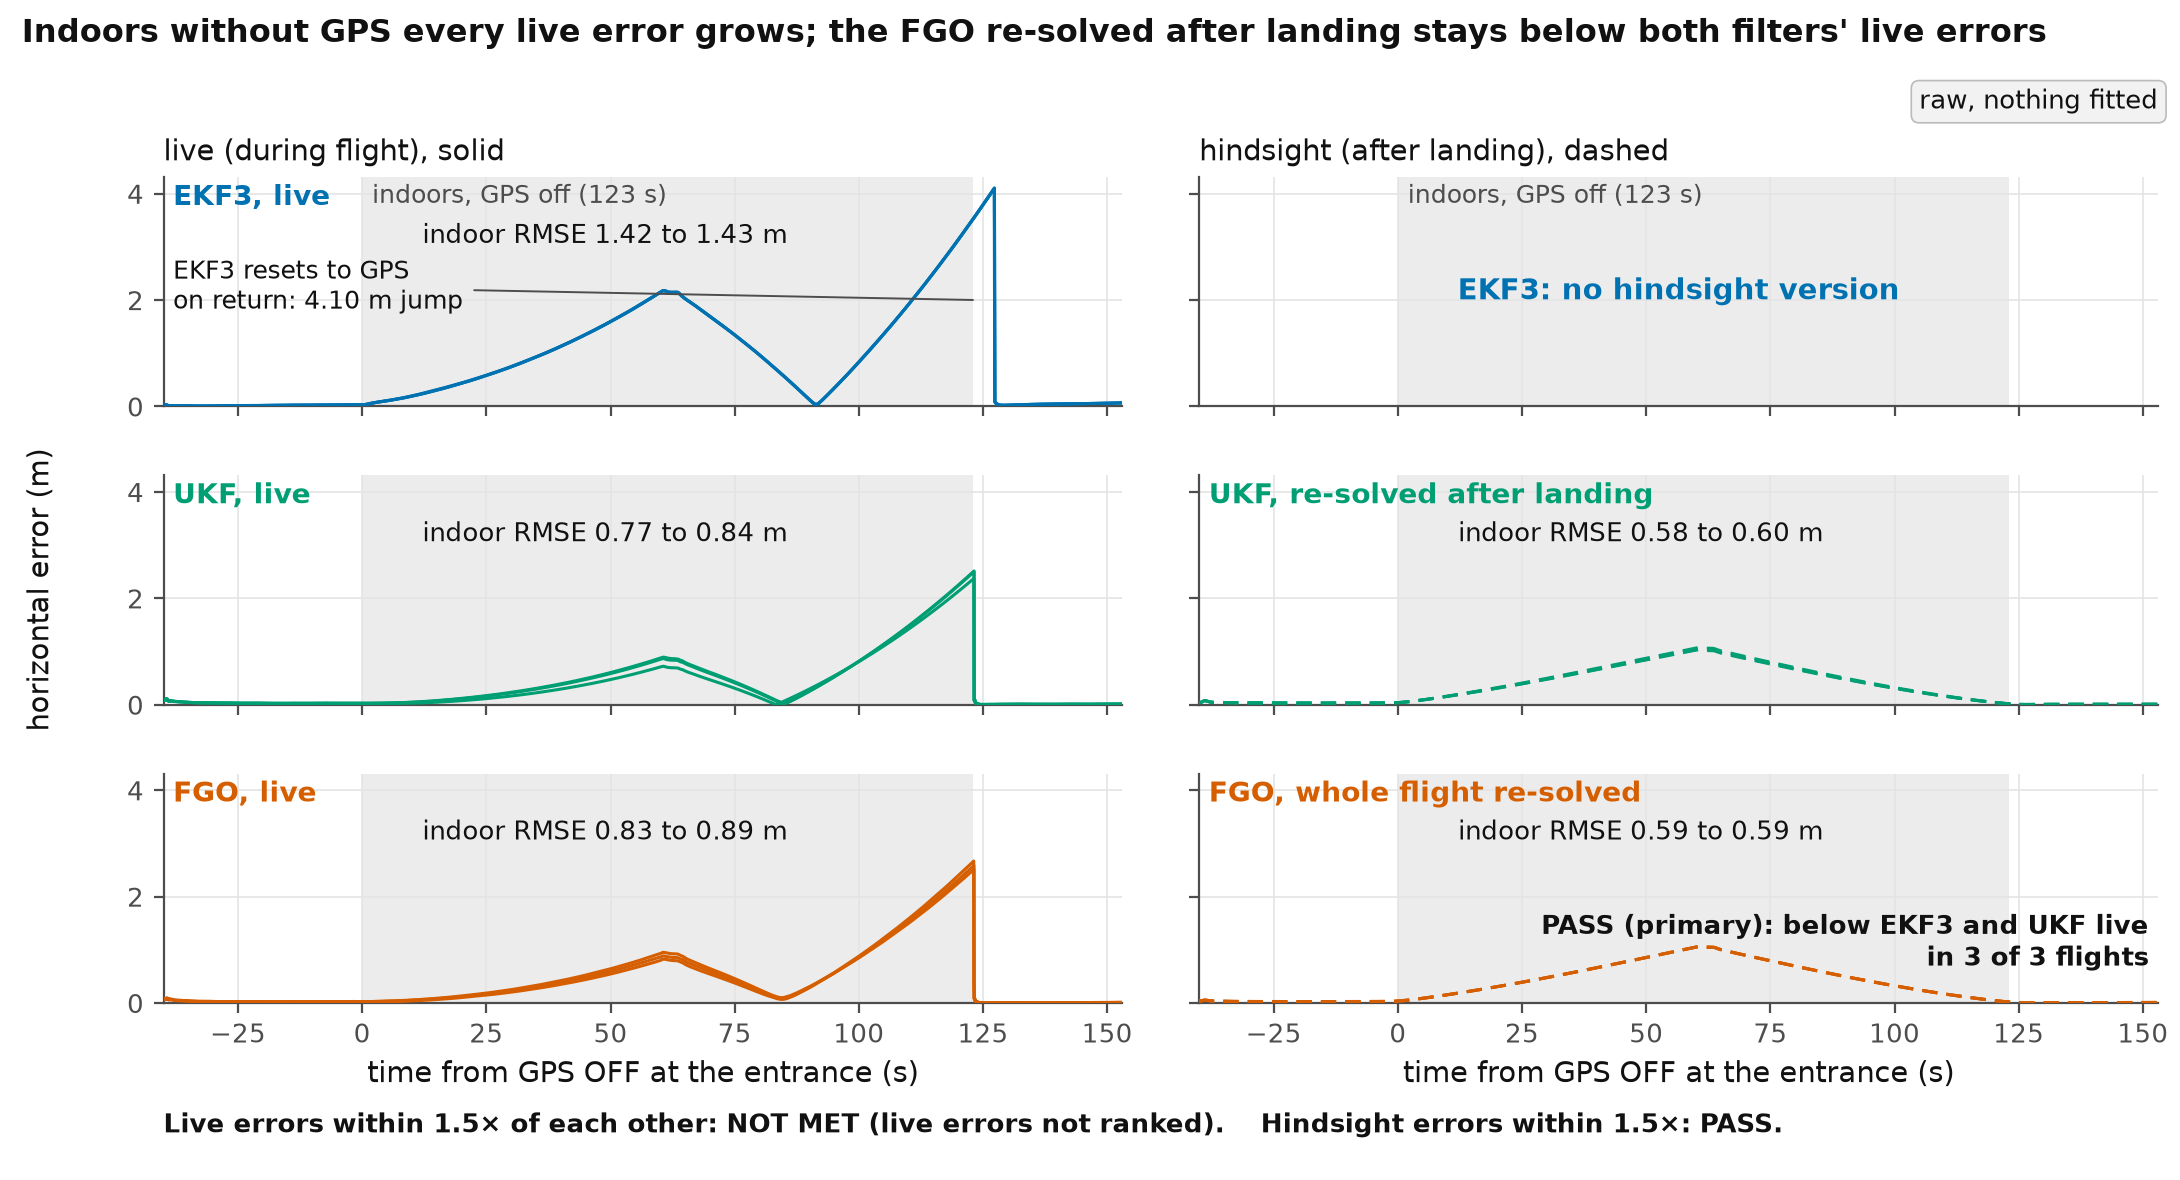 Indoors without GPS every live error grows; the FGO re-solved after landing stays below both filters' live errors
raw, nothing fitted
live (during flight), solid
hindsight (after landing), dashed
horizontal error (m)
4
2
0
EKF3, live
indoors, GPS off (123 s)
indoor RMSE 1.42 to 1.43 m
EKF3 resets to GPS
on return: 4.10 m jump
indoors, GPS off (123 s)
EKF3: no hindsight version
4
2
0
UKF, live
indoor RMSE 0.77 to 0.84 m
UKF, re-solved after landing
indoor RMSE 0.58 to 0.60 m
4
2
0
FGO, live
indoor RMSE 0.83 to 0.89 m
FGO, whole flight re-solved
indoor RMSE 0.59 to 0.59 m
PASS (primary): below EKF3 and UKF live
in 3 of 3 flights
−25 0 25 50 75 100 125 150
−25 0 25 50 75 100 125 150
time from GPS OFF at the entrance (s)
time from GPS OFF at the entrance (s)
Live errors within 1.5× of each other: NOT MET (live errors not ranked). Hindsight errors within 1.5×: PASS.